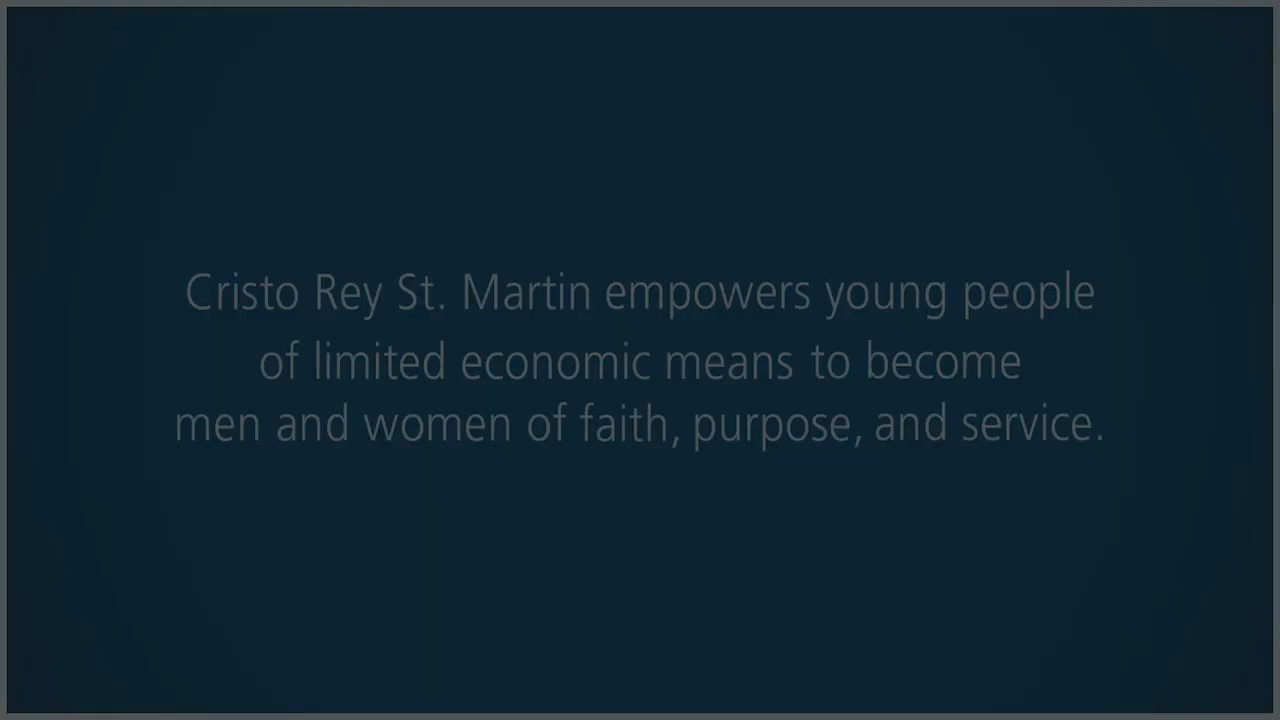 Cristo Rey St. Martin empowers young people
of limited economic means to become
men and women of faith, purpose, and service.